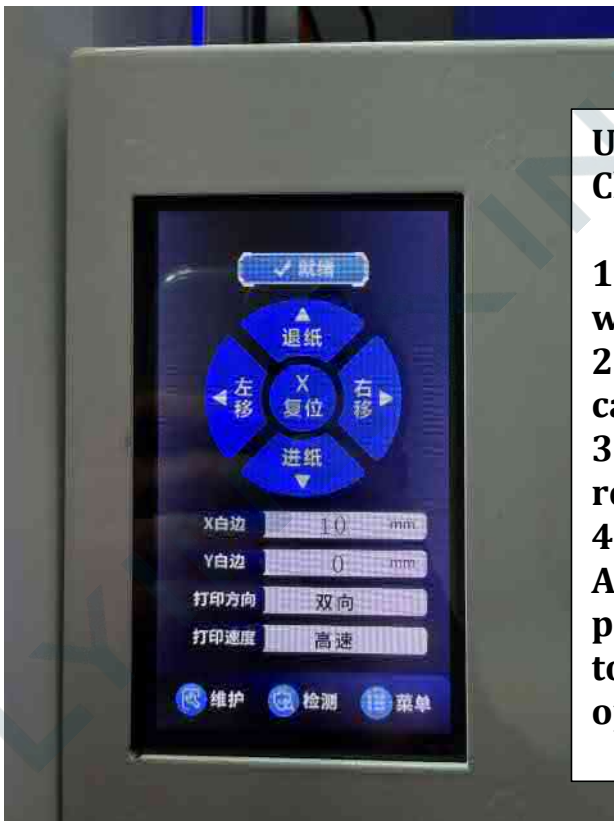 就绪
退纸
左移
X
复位
右移
进纸
X白边 10 mm
Y白边 0 mm
打印方向 双向
打印速度 高速
维护 检测 菜单
U
C
1
w
2
ca
3
re
4
A
p
to
op